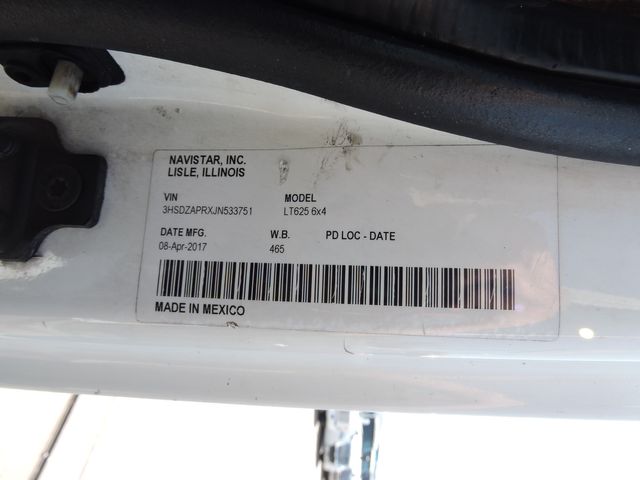 NAVISTAR, INC.
LISLE, ILLINOIS
VIN MODEL
3HSDZAPRXJN533751 LT625 6x4
DATE MFG. W.B. PD LOC - DATE
08-Apr-2017 465
MADE IN MEXICO